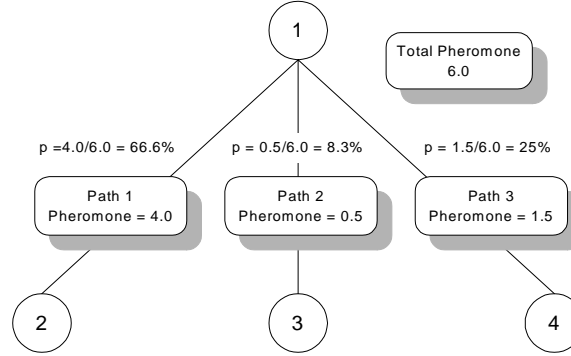 1
Total Pheromone
6.0
p =4.0/6.0 = 66.6%
p = 0.5/6.0 = 8.3%
p = 1.5/6.0 = 25%
Path 1
Pheromone = 4.0
Path 2
Pheromone = 0.5
Path 3
Pheromone = 1.5
2
3
4